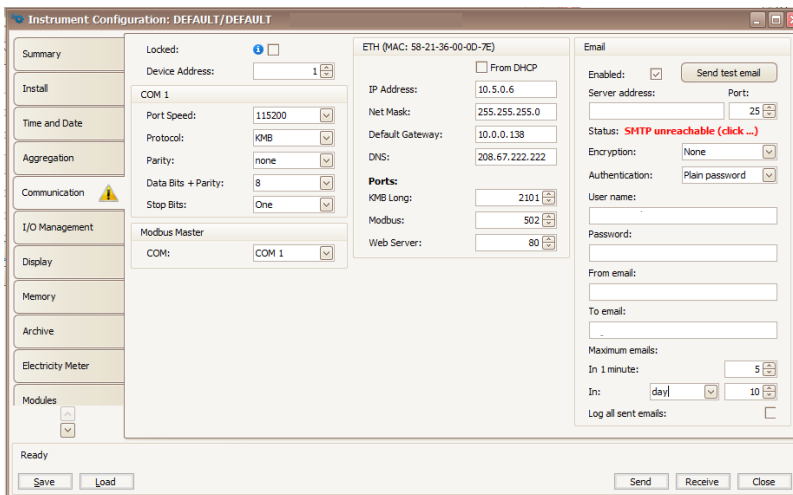 Instrument Configuration: DEFAULT/DEFAULT
Summary
Install
Time and Date
Aggregation
Communication
I/O Management
Display
Memory
Archive
Electricity Meter
Modules
Locked:
Device Address: 1
COM 1
Port Speed: 115200
Protocol: KMB
Parity: none
Data Bits + Parity: 8
Stop Bits: One
Modbus Master
COM: COM 1
ETH (MAC: 58-21-36-00-0D-7E)
From DHCP
IP Address: 10.5.0.6
Net Mask: 255.255.255.0
Default Gateway: 10.0.0.138
DNS: 208.67.222.222
Ports:
KMB Long: 2101
Modbus: 502
Web Server: 80
Email
Enabled: Send test email
Server address: Port:
25
Status: SMTP unreachable (click ...)
Encryption: None
Authentication: Plain password
User name:
Password:
From email:
To email:
Maximum emails:
In 1 minute: 5
In: day 10
Log all sent emails:
Ready
Save Load Send Receive Close